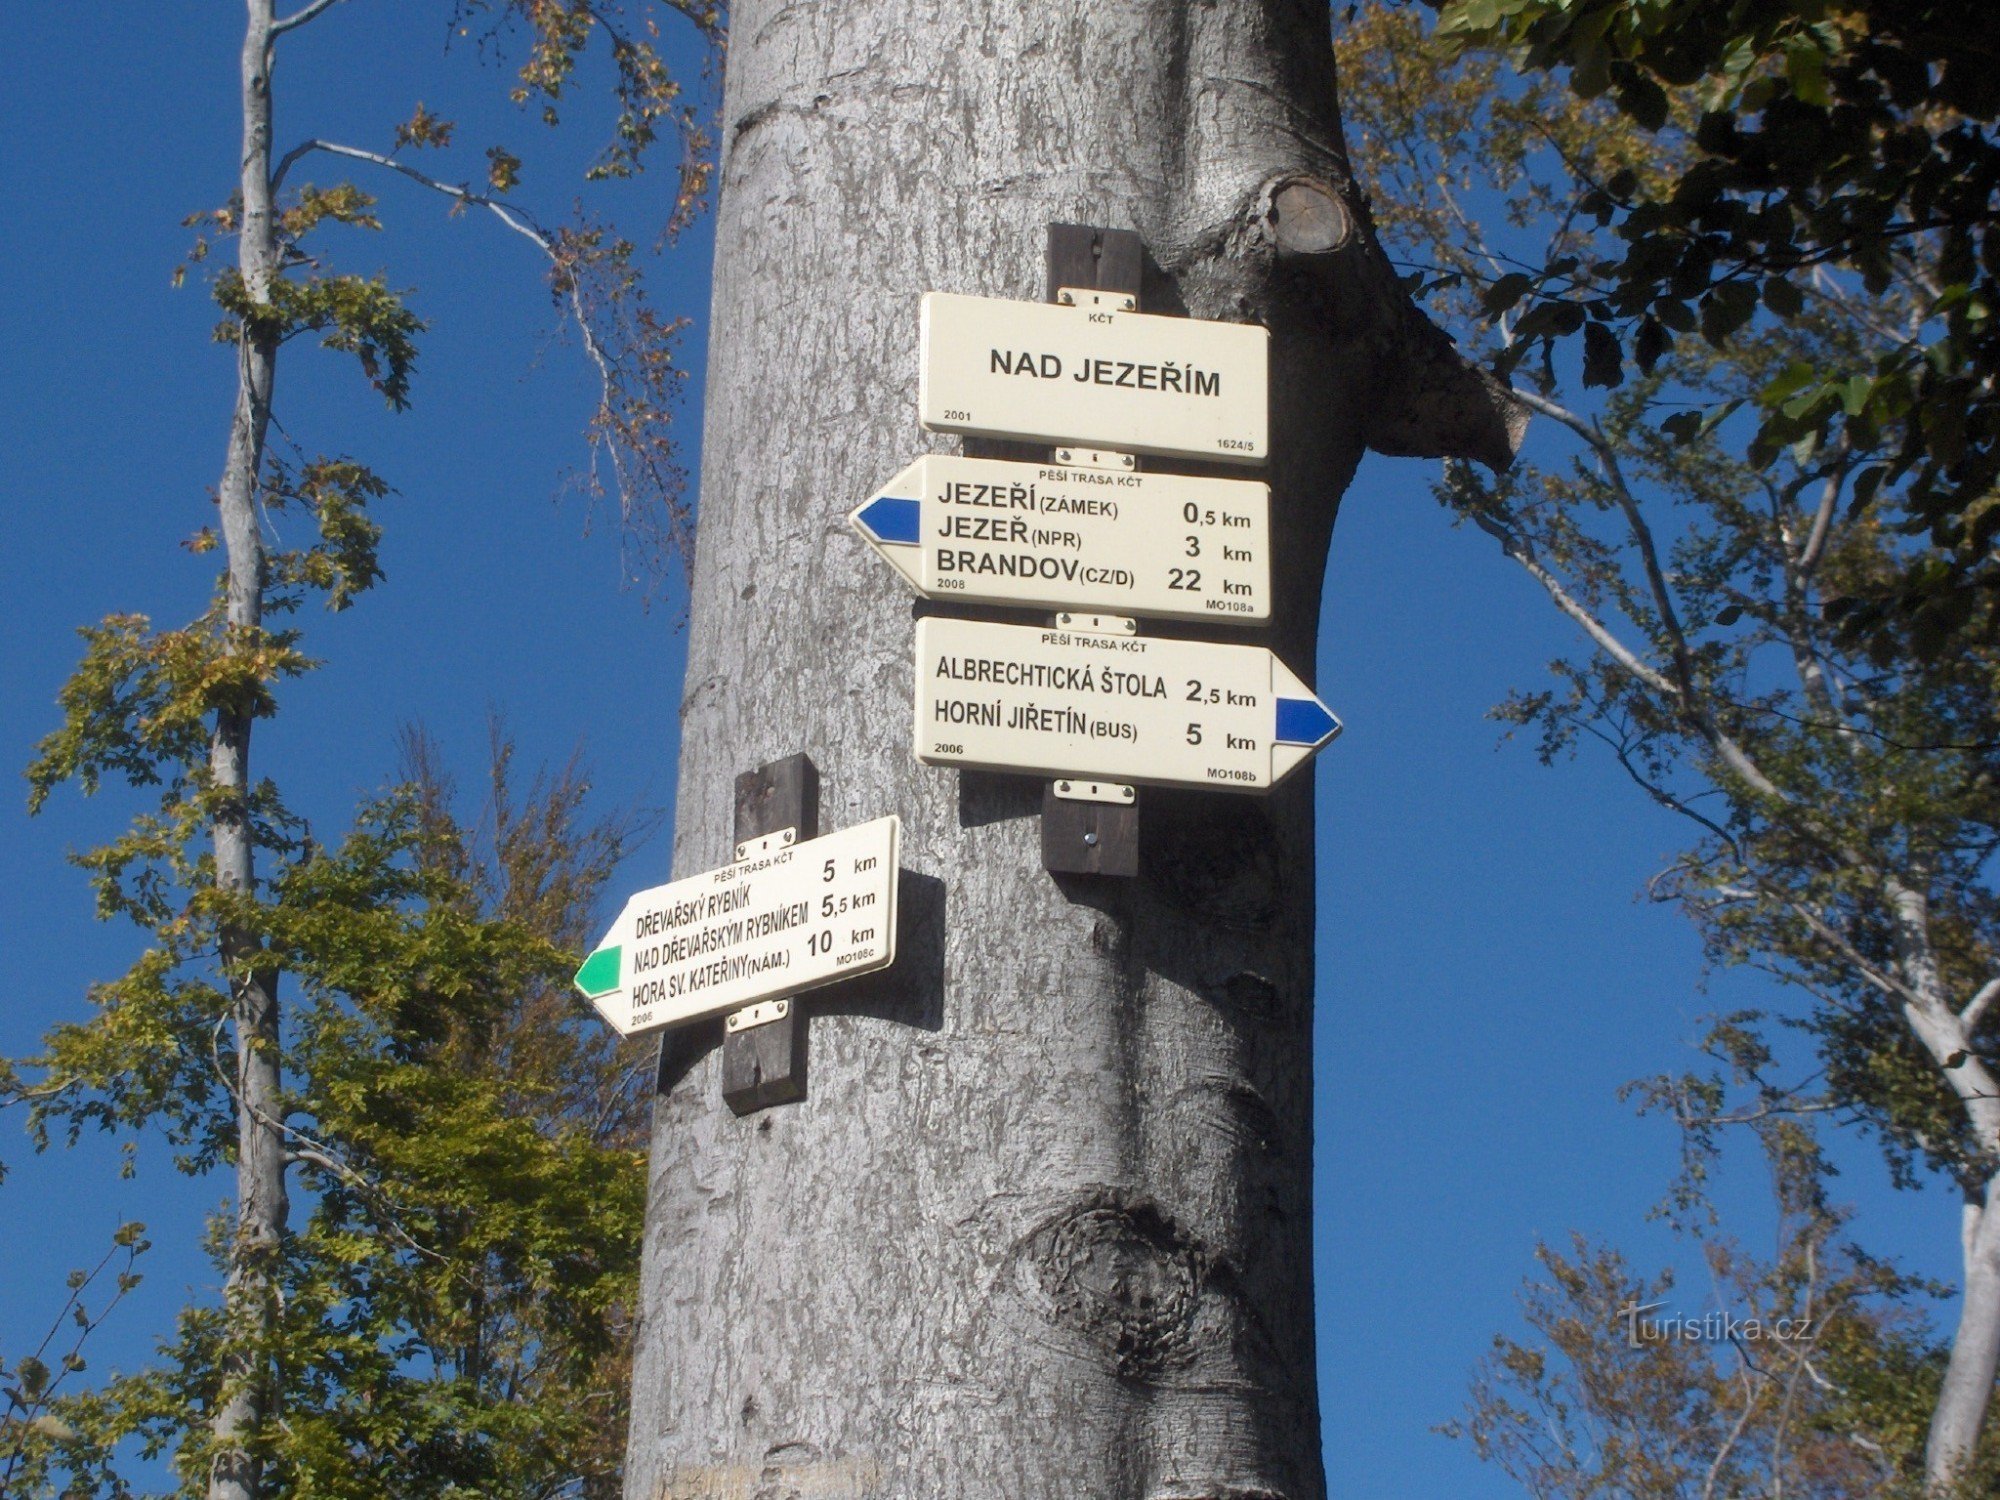 KČT
NAD JEZEŘÍM
2001
1624/5
PĚŠÍ TRASA KČT
JEZEŘÍ (ZÁMEK) 0,5 km
JEZEŘ (NPR) 3 km
BRANDOV (CZ/D) 22 km
2008 MO108a
PĚŠÍ TRASA KČT
ALBRECHTICKÁ ŠTOLA 2,5 km
HORNÍ JIŘETÍN (BUS) 5 km
2006 MO108b
PĚŠÍ TRASA KČT
DŘEVAŘSKÝ RYBNÍK 5 km
NAD DŘEVAŘSKÝM RYBNÍKEM 5,5 km
HORA SV. KATEŘINY (NÁM.) 10 km
2006 MO108c
Turistika.cz